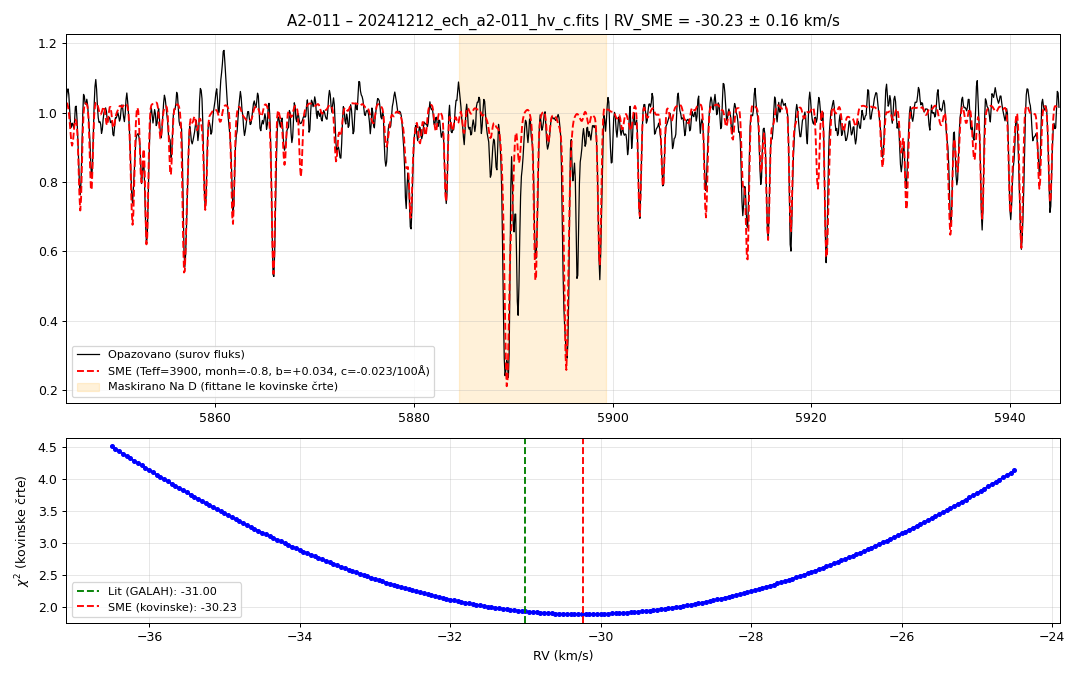 A2-011 – 20241212_ech_a2-011_hv_c.fits | RV_SME = -30.23 ± 0.16 km/s
1.2
1.0
0.8
0.6
0.4
0.2
Opazovano (surov fluks)
SME (Teff=3900, monh=-0.8, b=+0.034, c=-0.023/100Å)
Maskirano Na D (fittane le kovinske črte)
5860 5880 5900 5920 5940
4.5
4.0
3.5
3.0
2.5
2.0
χ² (kovinske črte)
Lit (GALAH): -31.00
SME (kovinske): -30.23
−36 −34 −32 −30 −28 −26 −24
RV (km/s)